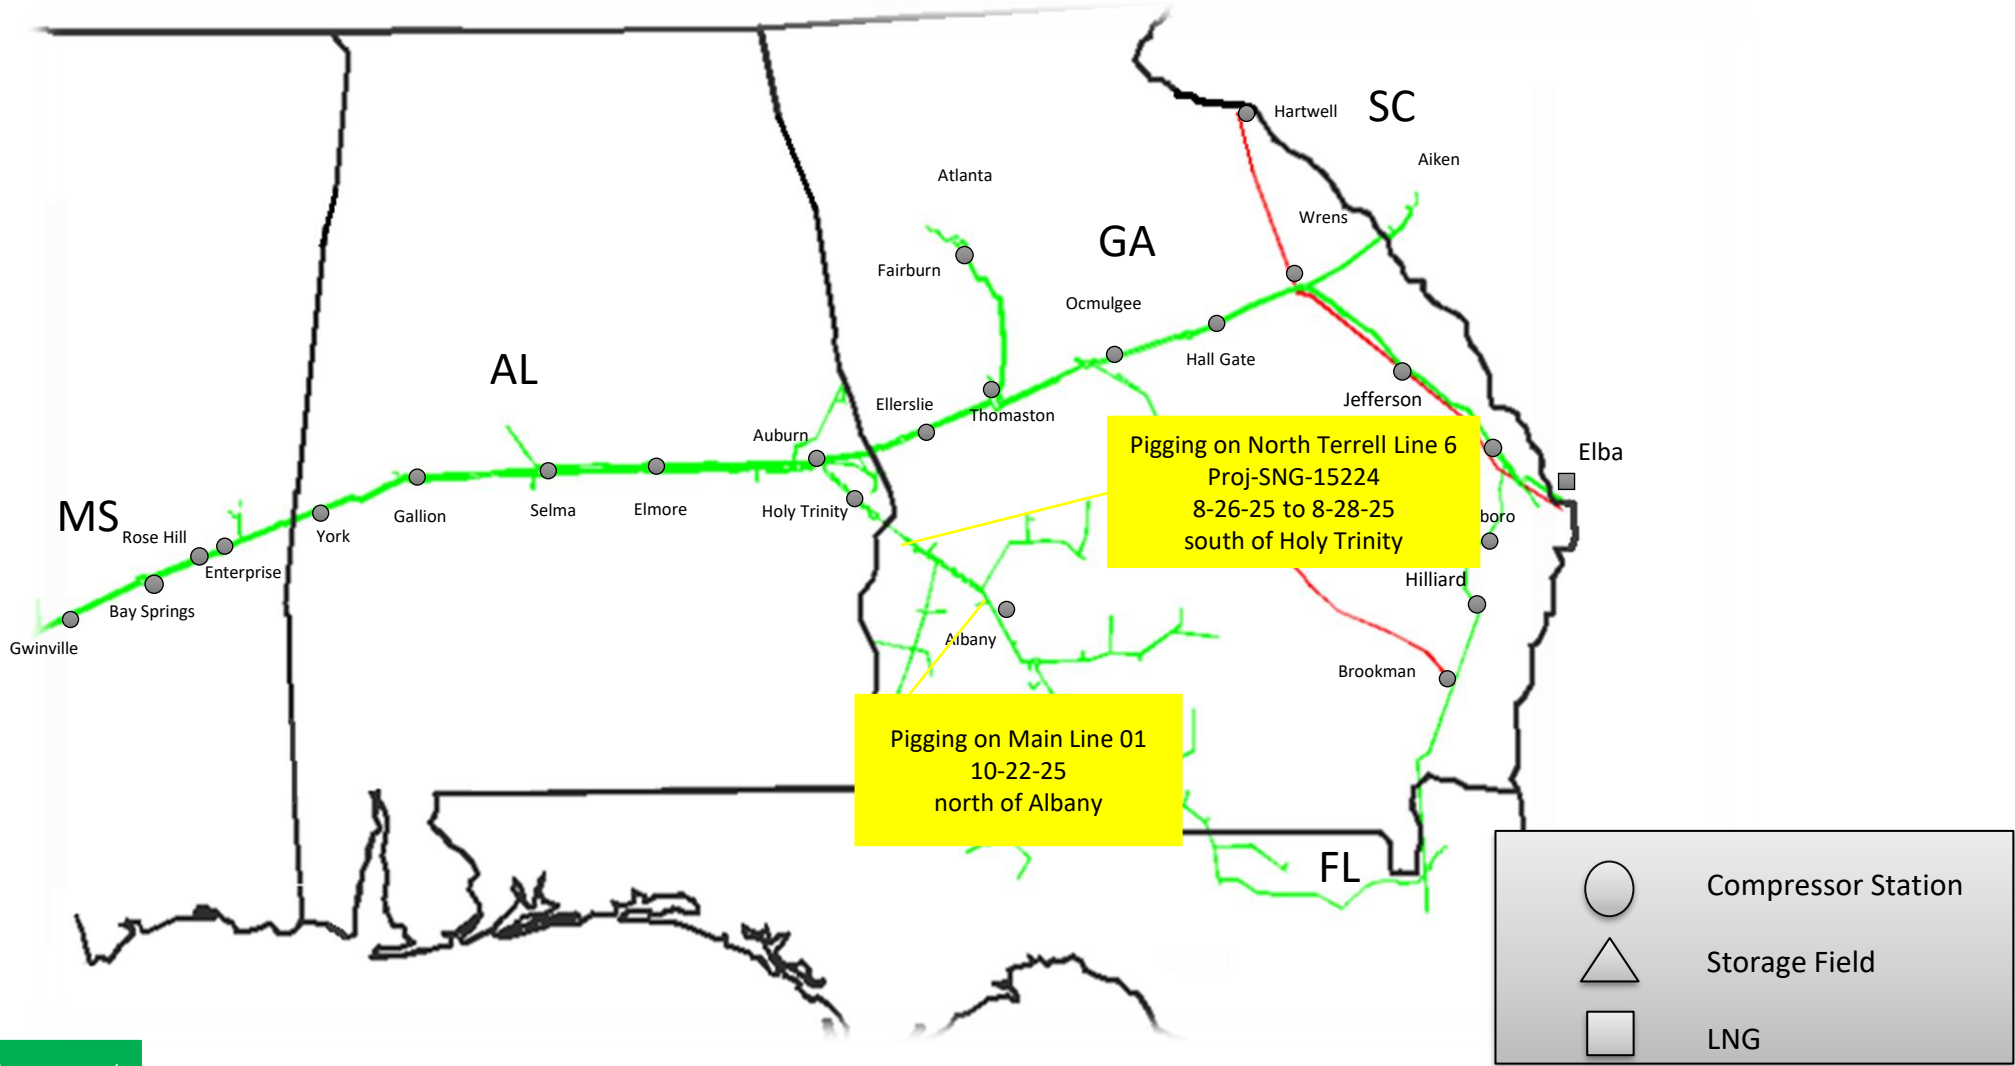 Hartwell
SC
Aiken
Atlanta
Wrens
GA
Fairburn
Ocmulgee
Hall Gate
AL
Jefferson
Ellerslie
Thomaston
Auburn
Pigging on North Terrell Line 6
Proj-SNG-15224
8-26-25 to 8-28-25
south of Holy Trinity
Elba
MS
Rose Hill
York
Gallion
Selma
Elmore
Holy Trinity
boro
Enterprise
Hilliard
Bay Springs
Gwinville
Albany
Brookman
Pigging on Main Line 01
10-22-25
north of Albany
FL
Compressor Station
Storage Field
LNG